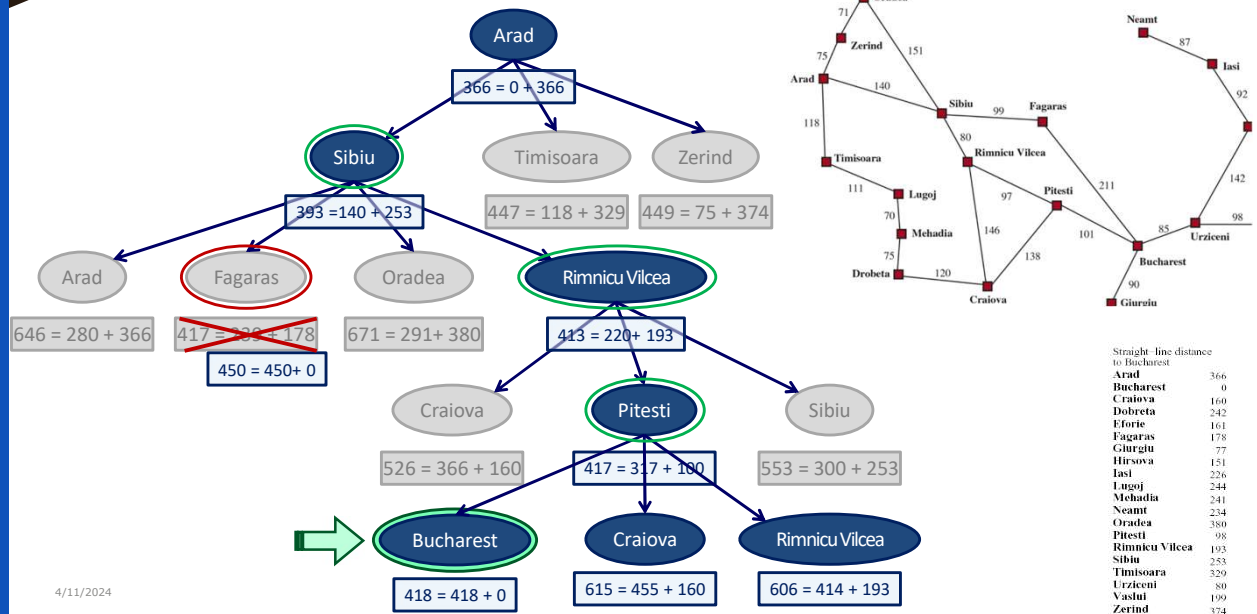 Arad
366 = 0 + 366
Sibiu
Timisoara
Zerind
393 =140 + 253
447 = 118 + 329
449 = 75 + 374
Arad
Fagaras
Oradea
Rimnicu Vilcea
646 = 280 + 366
417 = 239 + 178
671 = 291+ 380
413 = 220+ 193
450 = 450+ 0
Craiova
Pitesti
Sibiu
526 = 366 + 160
417 = 317 + 100
553 = 300 + 253
Bucharest
Craiova
Rimnicu Vilcea
418 = 418 + 0
615 = 455 + 160
606 = 414 + 193
4/11/2024
71
Neamt
Zerind
87
151
75
Iasi
Arad
140
92
Sibiu
99
Fagaras
118
80
Rimnicu Vilcea
Timisoara
142
111
Lugoj
97
Pitesti
211
70
98
146
101
85
Mehadia
Urziceni
75
138
Bucharest
Drobeta
120
90
Craiova
Giurgiu
Straight-line distance
to Bucharest
Arad 366
Bucharest 0
Craiova 160
Dobreta 242
Eforie 161
Fagaras 178
Giurgiu 77
Hirsova 151
Iasi 226
Lugoj 244
Mehadia 241
Neamt 234
Oradea 380
Pitesti 98
Rimnicu Vilcea 193
Sibiu 253
Timisoara 329
Urziceni 80
Vaslui 199
Zerind 374